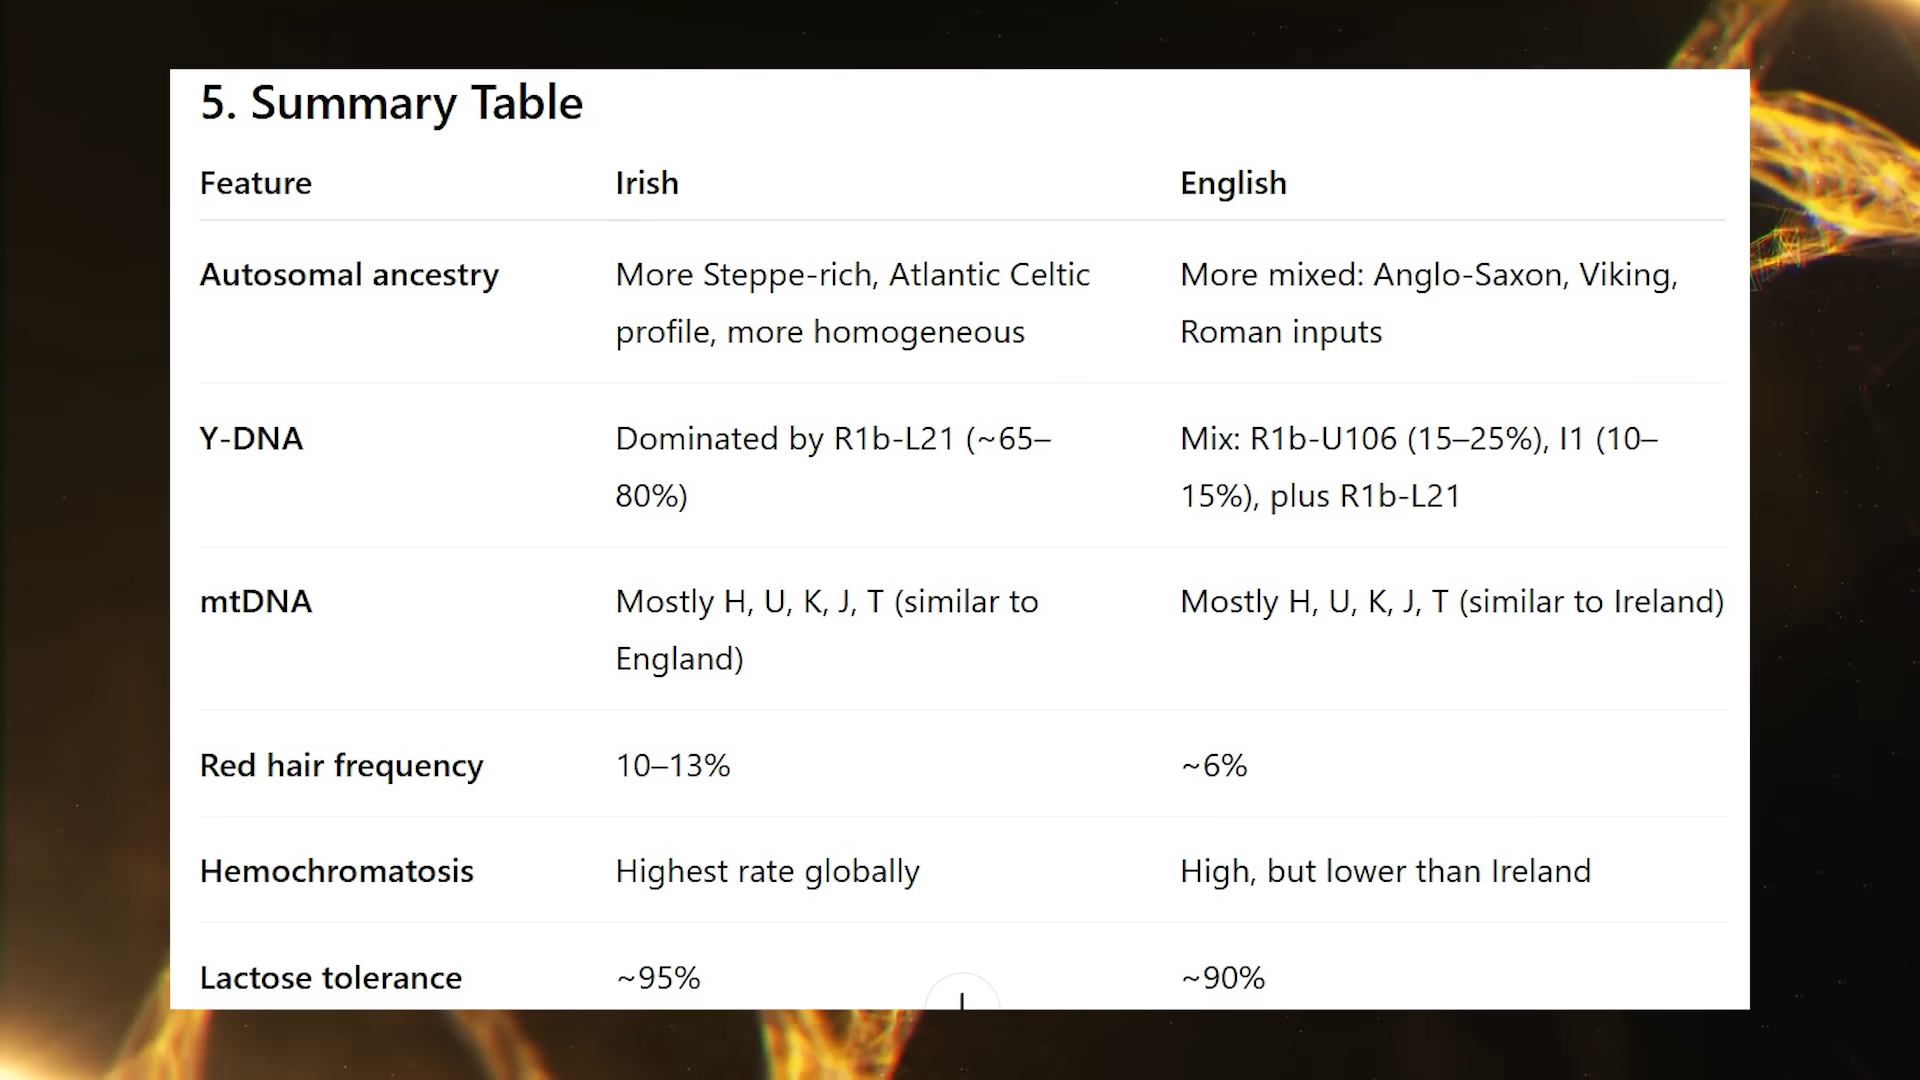 5. Summary Table
Feature Irish English
Autosomal ancestry More Steppe-rich, Atlantic Celtic More mixed: Anglo-Saxon, Viking,
profile, more homogeneous Roman inputs
Y-DNA Dominated by R1b-L21 (~65– Mix: R1b-U106 (15–25%), I1 (10–
80%) 15%), plus R1b-L21
mtDNA Mostly H, U, K, J, T (similar to Mostly H, U, K, J, T (similar to Ireland)
England)
Red hair frequency 10–13% ~6%
Hemochromatosis Highest rate globally High, but lower than Ireland
Lactose tolerance ~95% ~90%